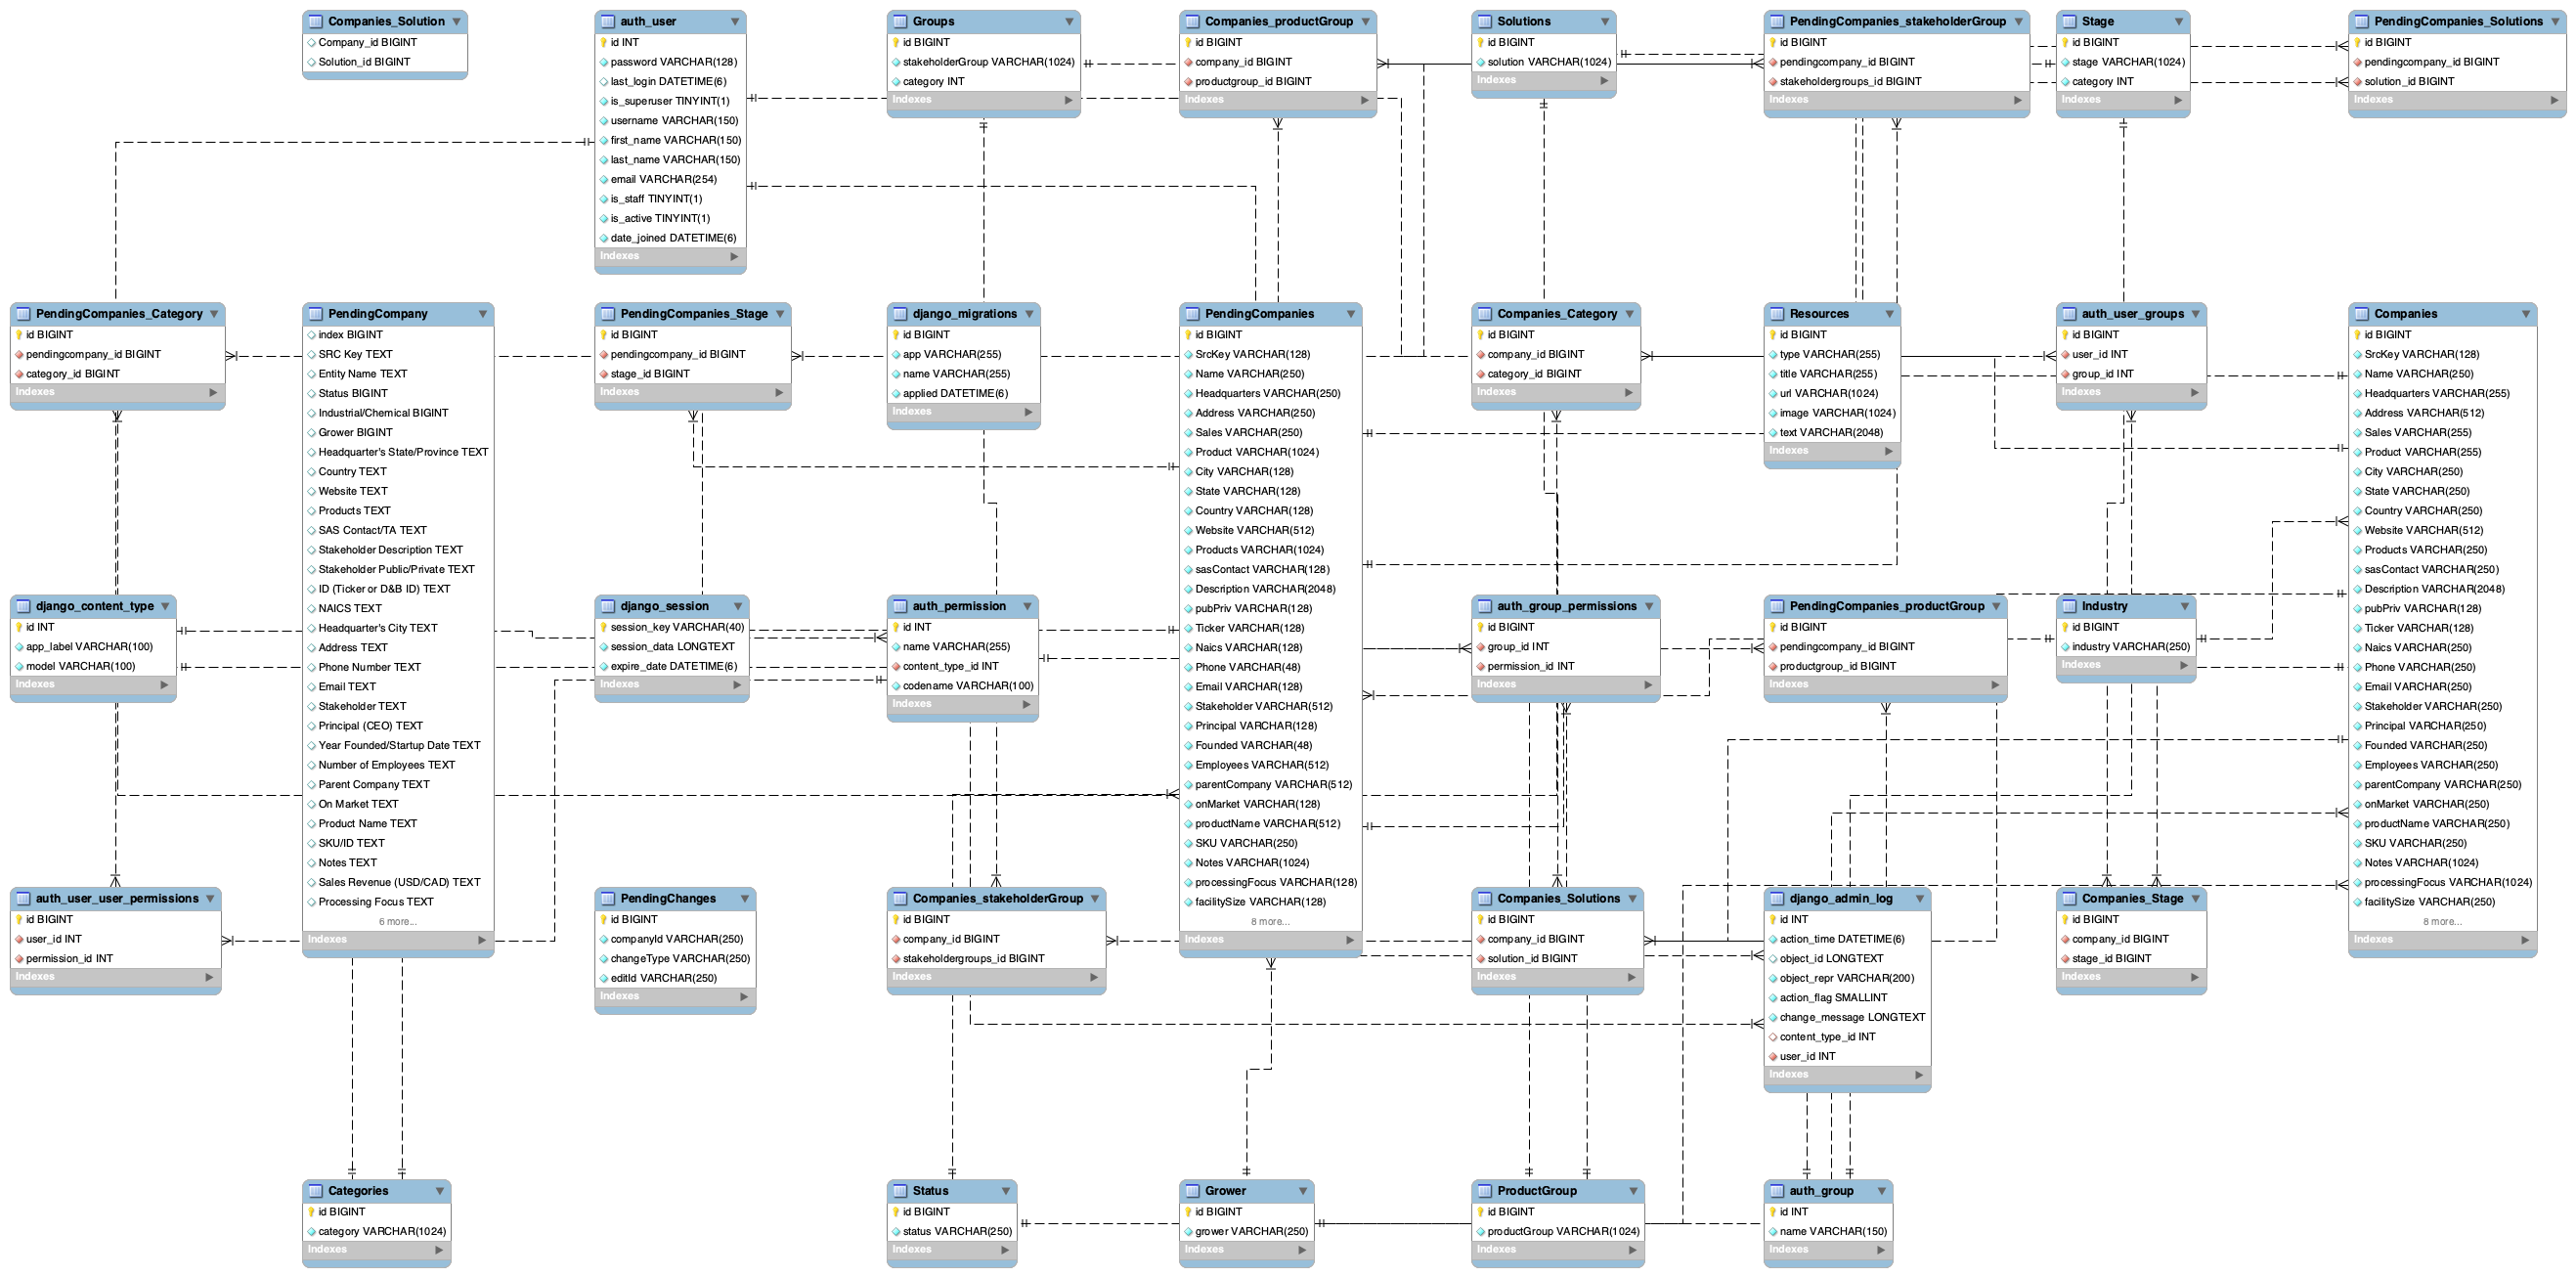 Companies_Solution
Company_id BIGINT
Solution_id BIGINT
auth_user
id INT
password VARCHAR(128)
last_login DATETIME(6)
is_superuser TINYINT(1)
username VARCHAR(150)
first_name VARCHAR(150)
last_name VARCHAR(150)
email VARCHAR(254)
is_staff TINYINT(1)
is_active TINYINT(1)
date_joined DATETIME(6)
Indexes
Groups
id BIGINT
stakeholderGroup VARCHAR(1024)
category INT
Indexes
Companies_productGroup
id BIGINT
company_id BIGINT
productgroup_id BIGINT
Indexes
Solutions
id BIGINT
solution VARCHAR(1024)
Indexes
PendingCompanies_stakeholderGroup
id BIGINT
pendingcompany_id BIGINT
stakeholdergroups_id BIGINT
Indexes
Stage
id BIGINT
stage VARCHAR(1024)
category INT
Indexes
PendingCompanies_Solutions
id BIGINT
pendingcompany_id BIGINT
solution_id BIGINT
Indexes
PendingCompanies_Category
id BIGINT
pendingcompany_id BIGINT
category_id BIGINT
Indexes
PendingCompany
index BIGINT
SRC Key TEXT
Entity Name TEXT
Status BIGINT
Industrial/Chemical BIGINT
Grower BIGINT
Headquarter's State/Province TEXT
Country TEXT
Website TEXT
Products TEXT
SAS Contact/TA TEXT
Stakeholder Description TEXT
Stakeholder Public/Private TEXT
ID (Ticker or D&B ID) TEXT
NAICS TEXT
Headquarter's City TEXT
Address TEXT
Phone Number TEXT
Email TEXT
Stakeholder TEXT
Principal (CEO) TEXT
Year Founded/Startup Date TEXT
Number of Employees TEXT
Parent Company TEXT
On Market TEXT
Product Name TEXT
SKU/ID TEXT
Notes TEXT
Sales Revenue (USD/CAD) TEXT
Processing Focus TEXT
6 more...
Indexes
PendingCompanies_Stage
id BIGINT
pendingcompany_id BIGINT
stage_id BIGINT
Indexes
django_migrations
id BIGINT
app VARCHAR(255)
name VARCHAR(255)
applied DATETIME(6)
Indexes
PendingCompanies
id BIGINT
SrcKey VARCHAR(128)
Name VARCHAR(250)
Headquarters VARCHAR(250)
Address VARCHAR(250)
Sales VARCHAR(250)
Product VARCHAR(1024)
City VARCHAR(128)
State VARCHAR(128)
Country VARCHAR(128)
Website VARCHAR(512)
Products VARCHAR(1024)
sasContact VARCHAR(128)
Description VARCHAR(2048)
pubPriv VARCHAR(128)
Ticker VARCHAR(128)
Naics VARCHAR(128)
Phone VARCHAR(48)
Email VARCHAR(128)
Stakeholder VARCHAR(512)
Principal VARCHAR(128)
Founded VARCHAR(48)
Employees VARCHAR(512)
parentCompany VARCHAR(512)
onMarket VARCHAR(128)
productName VARCHAR(512)
SKU VARCHAR(250)
Notes VARCHAR(1024)
processingFocus VARCHAR(128)
facilitySize VARCHAR(128)
8 more...
Indexes
Companies_Category
id BIGINT
company_id BIGINT
category_id BIGINT
Indexes
Resources
id BIGINT
type VARCHAR(255)
title VARCHAR(255)
url VARCHAR(1024)
image VARCHAR(1024)
text VARCHAR(2048)
Indexes
auth_user_groups
id BIGINT
user_id INT
group_id INT
Indexes
Companies
id BIGINT
SrcKey VARCHAR(128)
Name VARCHAR(250)
Headquarters VARCHAR(255)
Address VARCHAR(512)
Sales VARCHAR(255)
Product VARCHAR(255)
City VARCHAR(250)
State VARCHAR(250)
Country VARCHAR(250)
Website VARCHAR(512)
Products VARCHAR(250)
sasContact VARCHAR(250)
Description VARCHAR(2048)
pubPriv VARCHAR(128)
Ticker VARCHAR(128)
Naics VARCHAR(250)
Phone VARCHAR(250)
Email VARCHAR(250)
Stakeholder VARCHAR(250)
Principal VARCHAR(250)
Founded VARCHAR(250)
Employees VARCHAR(250)
parentCompany VARCHAR(250)
onMarket VARCHAR(250)
productName VARCHAR(250)
SKU VARCHAR(250)
Notes VARCHAR(1024)
processingFocus VARCHAR(1024)
facilitySize VARCHAR(250)
8 more...
Indexes
django_content_type
id INT
app_label VARCHAR(100)
model VARCHAR(100)
Indexes
django_session
session_key VARCHAR(40)
session_data LONGTEXT
expire_date DATETIME(6)
Indexes
auth_permission
id INT
name VARCHAR(255)
content_type_id INT
codename VARCHAR(100)
Indexes
auth_group_permissions
id BIGINT
group_id INT
permission_id INT
Indexes
PendingCompanies_productGroup
id BIGINT
pendingcompany_id BIGINT
productgroup_id BIGINT
Indexes
Industry
id BIGINT
industry VARCHAR(250)
Indexes
auth_user_user_permissions
id BIGINT
user_id INT
permission_id INT
Indexes
PendingChanges
id BIGINT
companyId VARCHAR(250)
changeType VARCHAR(250)
editId VARCHAR(250)
Indexes
Companies_stakeholderGroup
id BIGINT
company_id BIGINT
stakeholdergroups_id BIGINT
Indexes
Companies_Solutions
id BIGINT
company_id BIGINT
solution_id BIGINT
Indexes
django_admin_log
id INT
action_time DATETIME(6)
object_id LONGTEXT
object_repr VARCHAR(200)
action_flag SMALLINT
change_message LONGTEXT
content_type_id INT
user_id INT
Indexes
Companies_Stage
id BIGINT
company_id BIGINT
stage_id BIGINT
Indexes
Categories
id BIGINT
category VARCHAR(1024)
Indexes
Status
id BIGINT
status VARCHAR(250)
Indexes
Grower
id BIGINT
grower VARCHAR(250)
Indexes
ProductGroup
id BIGINT
productGroup VARCHAR(1024)
Indexes
auth_group
id INT
name VARCHAR(150)
Indexes